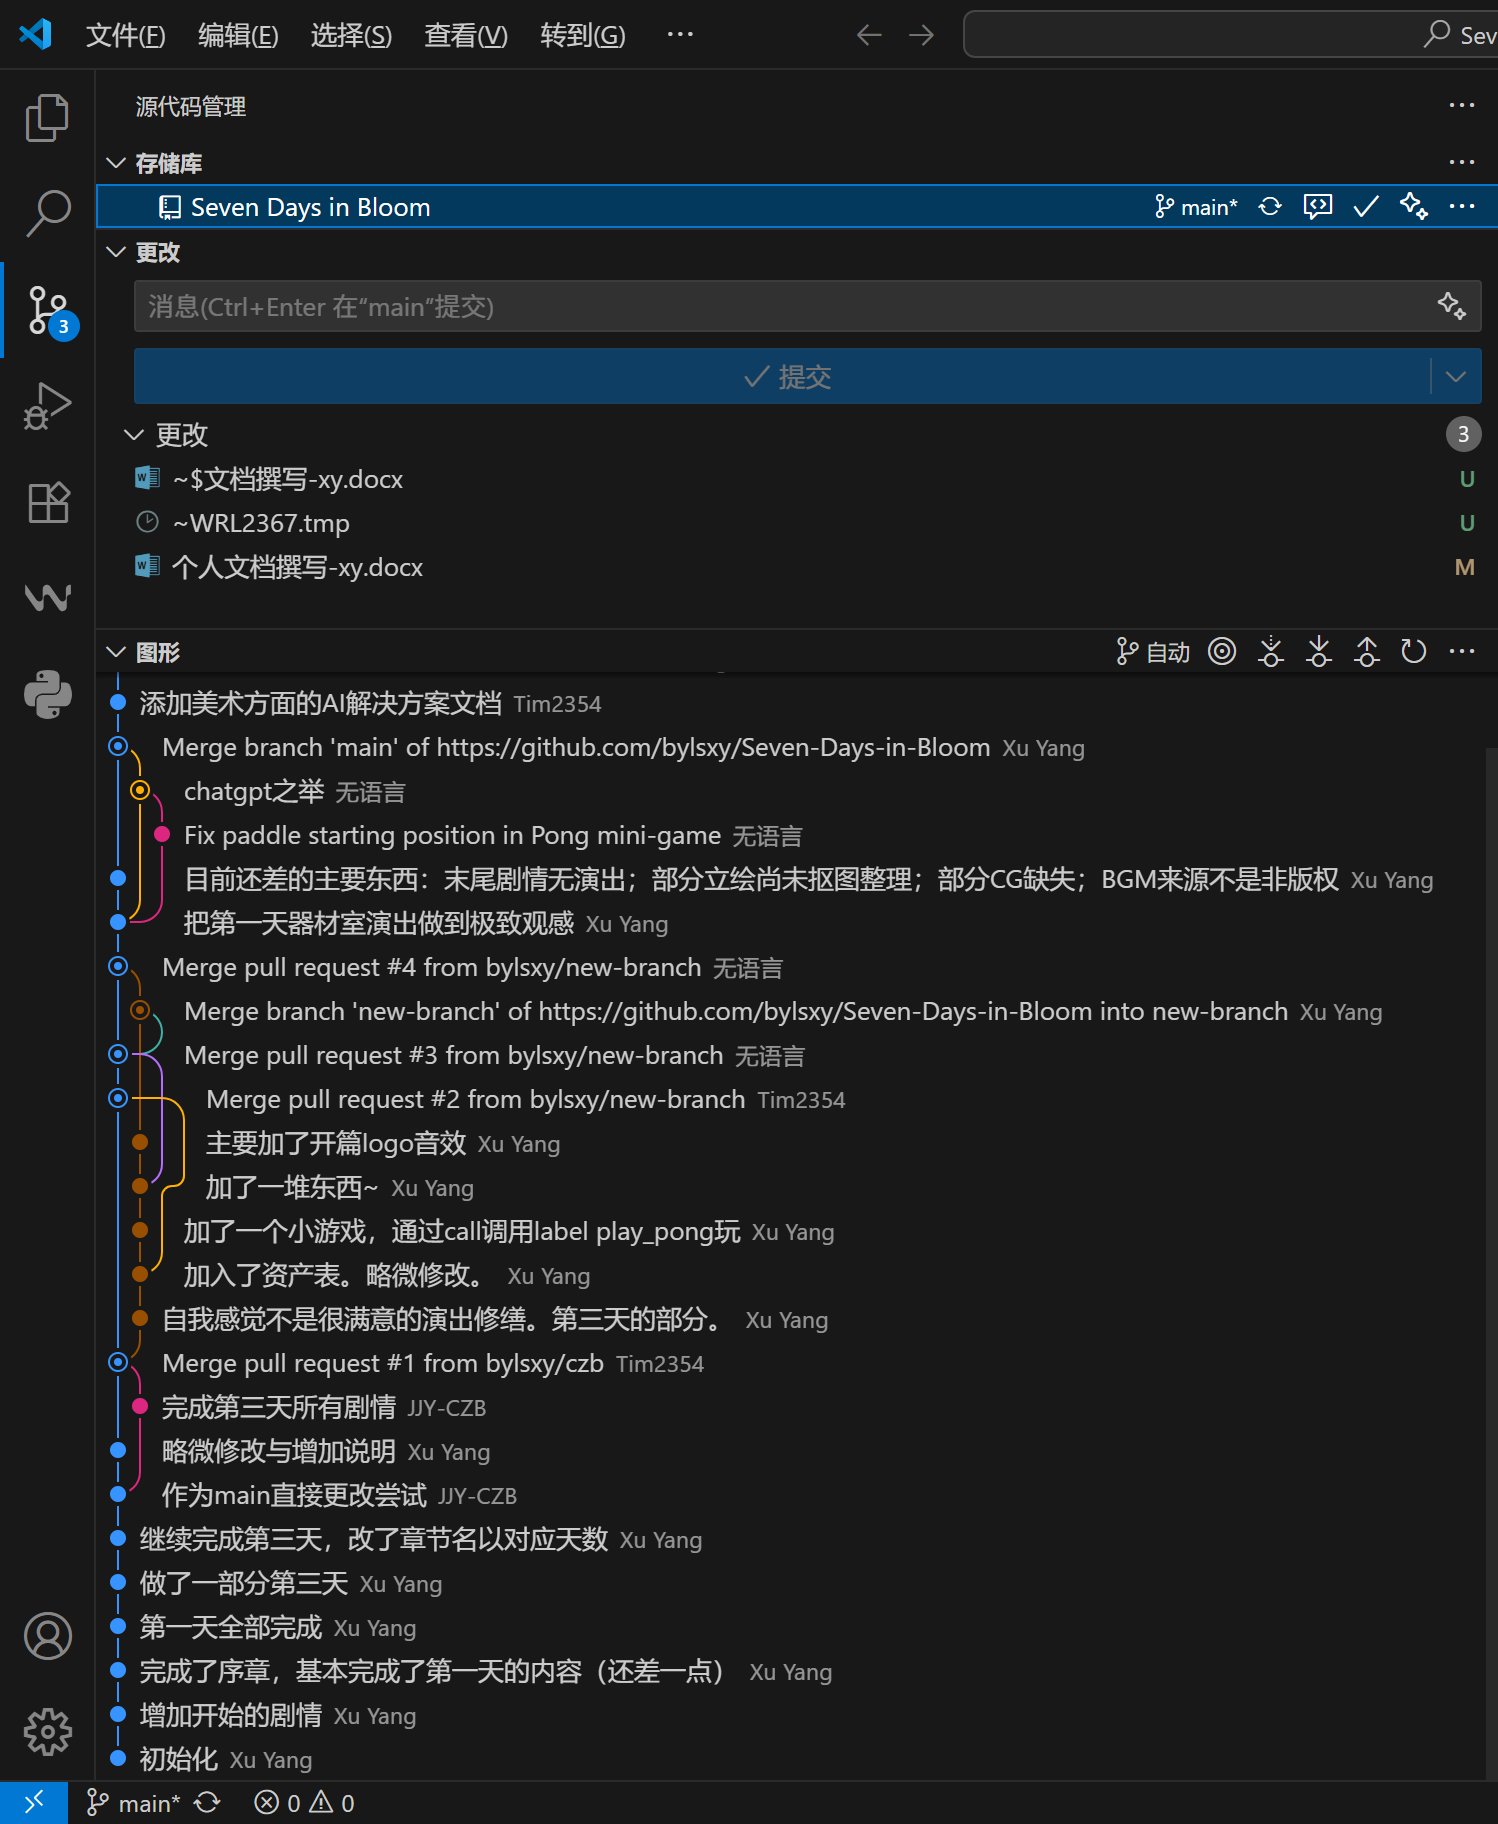 文件(F) 编辑(E) 选择(S) 查看(V) 转到(G) ··· Sev
源代码管理
存储库
Seven Days in Bloom main*
更改
消息(Ctrl+Enter 在“main”提交)
提交
更改 3
~$文档撰写-xy.docx U
~WRL2367.tmp U
个人文档撰写-xy.docx M
图形 自动
添加美术方面的AI解决方案文档 Tim2354
Merge branch 'main' of https://github.com/bylsxy/Seven-Days-in-Bloom Xu Yang
chatgpt之举 无语言
Fix paddle starting position in Pong mini-game 无语言
目前还差的主要东西：末尾剧情无演出；部分立绘尚未抠图整理；部分CG缺失；BGM来源不是非版权 Xu Yang
把第一天器材室演出做到极致观感 Xu Yang
Merge pull request #4 from bylsxy/new-branch 无语言
Merge branch 'new-branch' of https://github.com/bylsxy/Seven-Days-in-Bloom into new-branch Xu Yang
Merge pull request #3 from bylsxy/new-branch 无语言
Merge pull request #2 from bylsxy/new-branch Tim2354
主要加了开篇logo音效 Xu Yang
加了一堆东西~ Xu Yang
加了一个小游戏，通过call调用label play_pong玩 Xu Yang
加入了资产表。略微修改。 Xu Yang
自我感觉不是很满意的演出修缮。第三天的部分。 Xu Yang
Merge pull request #1 from bylsxy/czb Tim2354
完成第三天所有剧情 JJY-CZB
略微修改与增加说明 Xu Yang
作为main直接更改尝试 JJY-CZB
继续完成第三天，改了章节名以对应天数 Xu Yang
做了一部分第三天 Xu Yang
第一天全部完成 Xu Yang
完成了序章，基本完成了第一天的内容（还差一点） Xu Yang
增加开始的剧情 Xu Yang
初始化 Xu Yang
main* 0 0
3